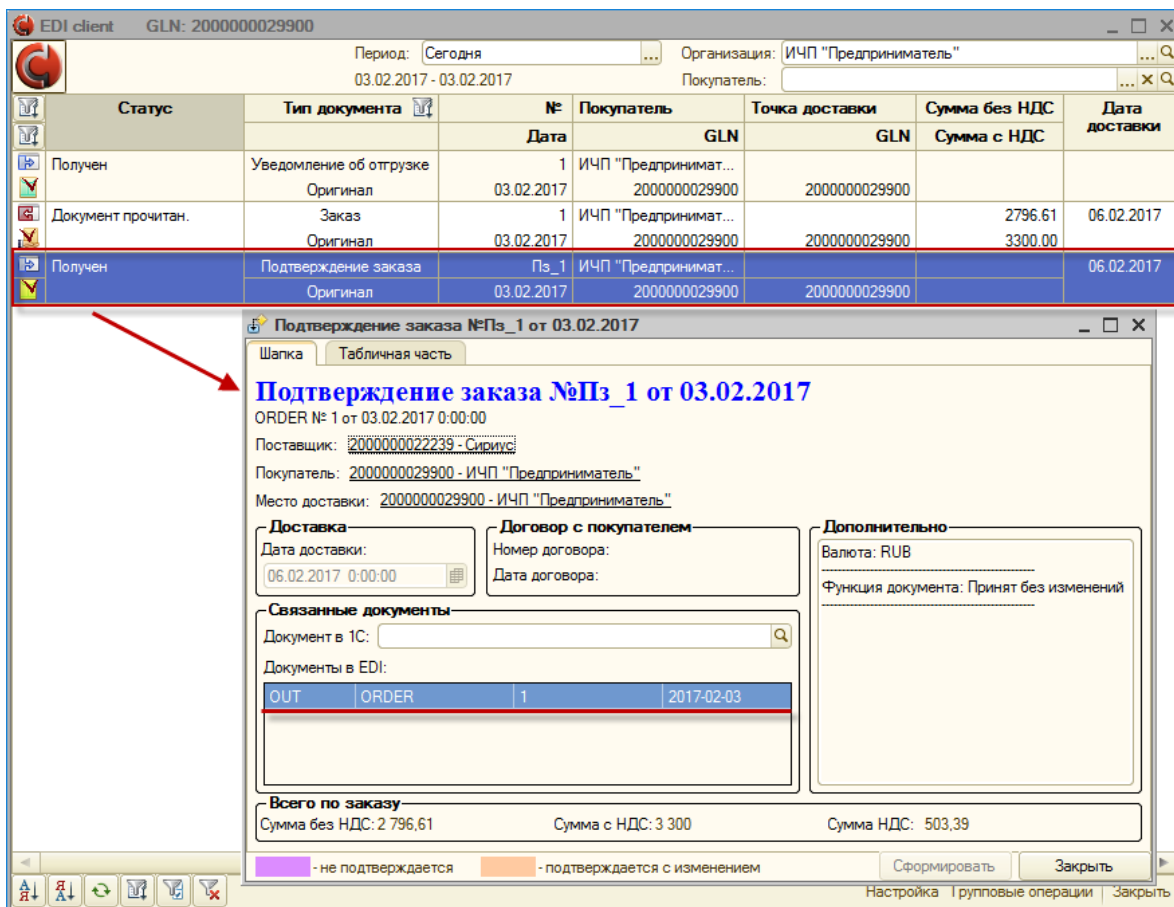 EDI client GLN: 2000000029900
Период: Сегодня ... Организация: ИЧП "Предприниматель" ...
03.02.2017 - 03.02.2017 Покупатель: ...
Статус Тип документа № Покупатель Точка доставки Сумма без НДС Дата доставки
Дата GLN GLN Сумма с НДС
Получен Уведомление об отгрузке 1 ИЧП "Предпринимат...
Оригинал 03.02.2017 2000000029900 2000000029900
Документ прочитан. Заказ 1 ИЧП "Предпринимат... 2796.61 06.02.2017
Оригинал 03.02.2017 2000000029900 2000000029900 3300.00
Получен Подтверждение заказа Пз_1 ИЧП "Предпринимат... 06.02.2017
Оригинал 03.02.2017 2000000029900 2000000029900
Подтверждение заказа №Пз_1 от 03.02.2017
Шапка Табличная часть
Подтверждение заказа №Пз_1 от 03.02.2017
ORDER № 1 от 03.02.2017 0:00:00
Поставщик: 2000000022239 - Сириус
Покупатель: 2000000029900 - ИЧП "Предприниматель"
Место доставки: 2000000029900 - ИЧП "Предприниматель"
Доставка Договор с покупателем Дополнительно
Дата доставки: Номер договора: Валюта: RUB
06.02.2017 0:00:00 Дата договора: Функция документа: Принят без изменений
Связанные документы
Документ в 1С:
Документы в EDI:
OUT ORDER 1 2017-02-03
Всего по заказу
Сумма без НДС: 2 796,61 Сумма с НДС: 3 300 Сумма НДС: 503,39
- не подтверждается - подтверждается с изменением Сформировать Закрыть
Настройка Групповые операции Закрыть